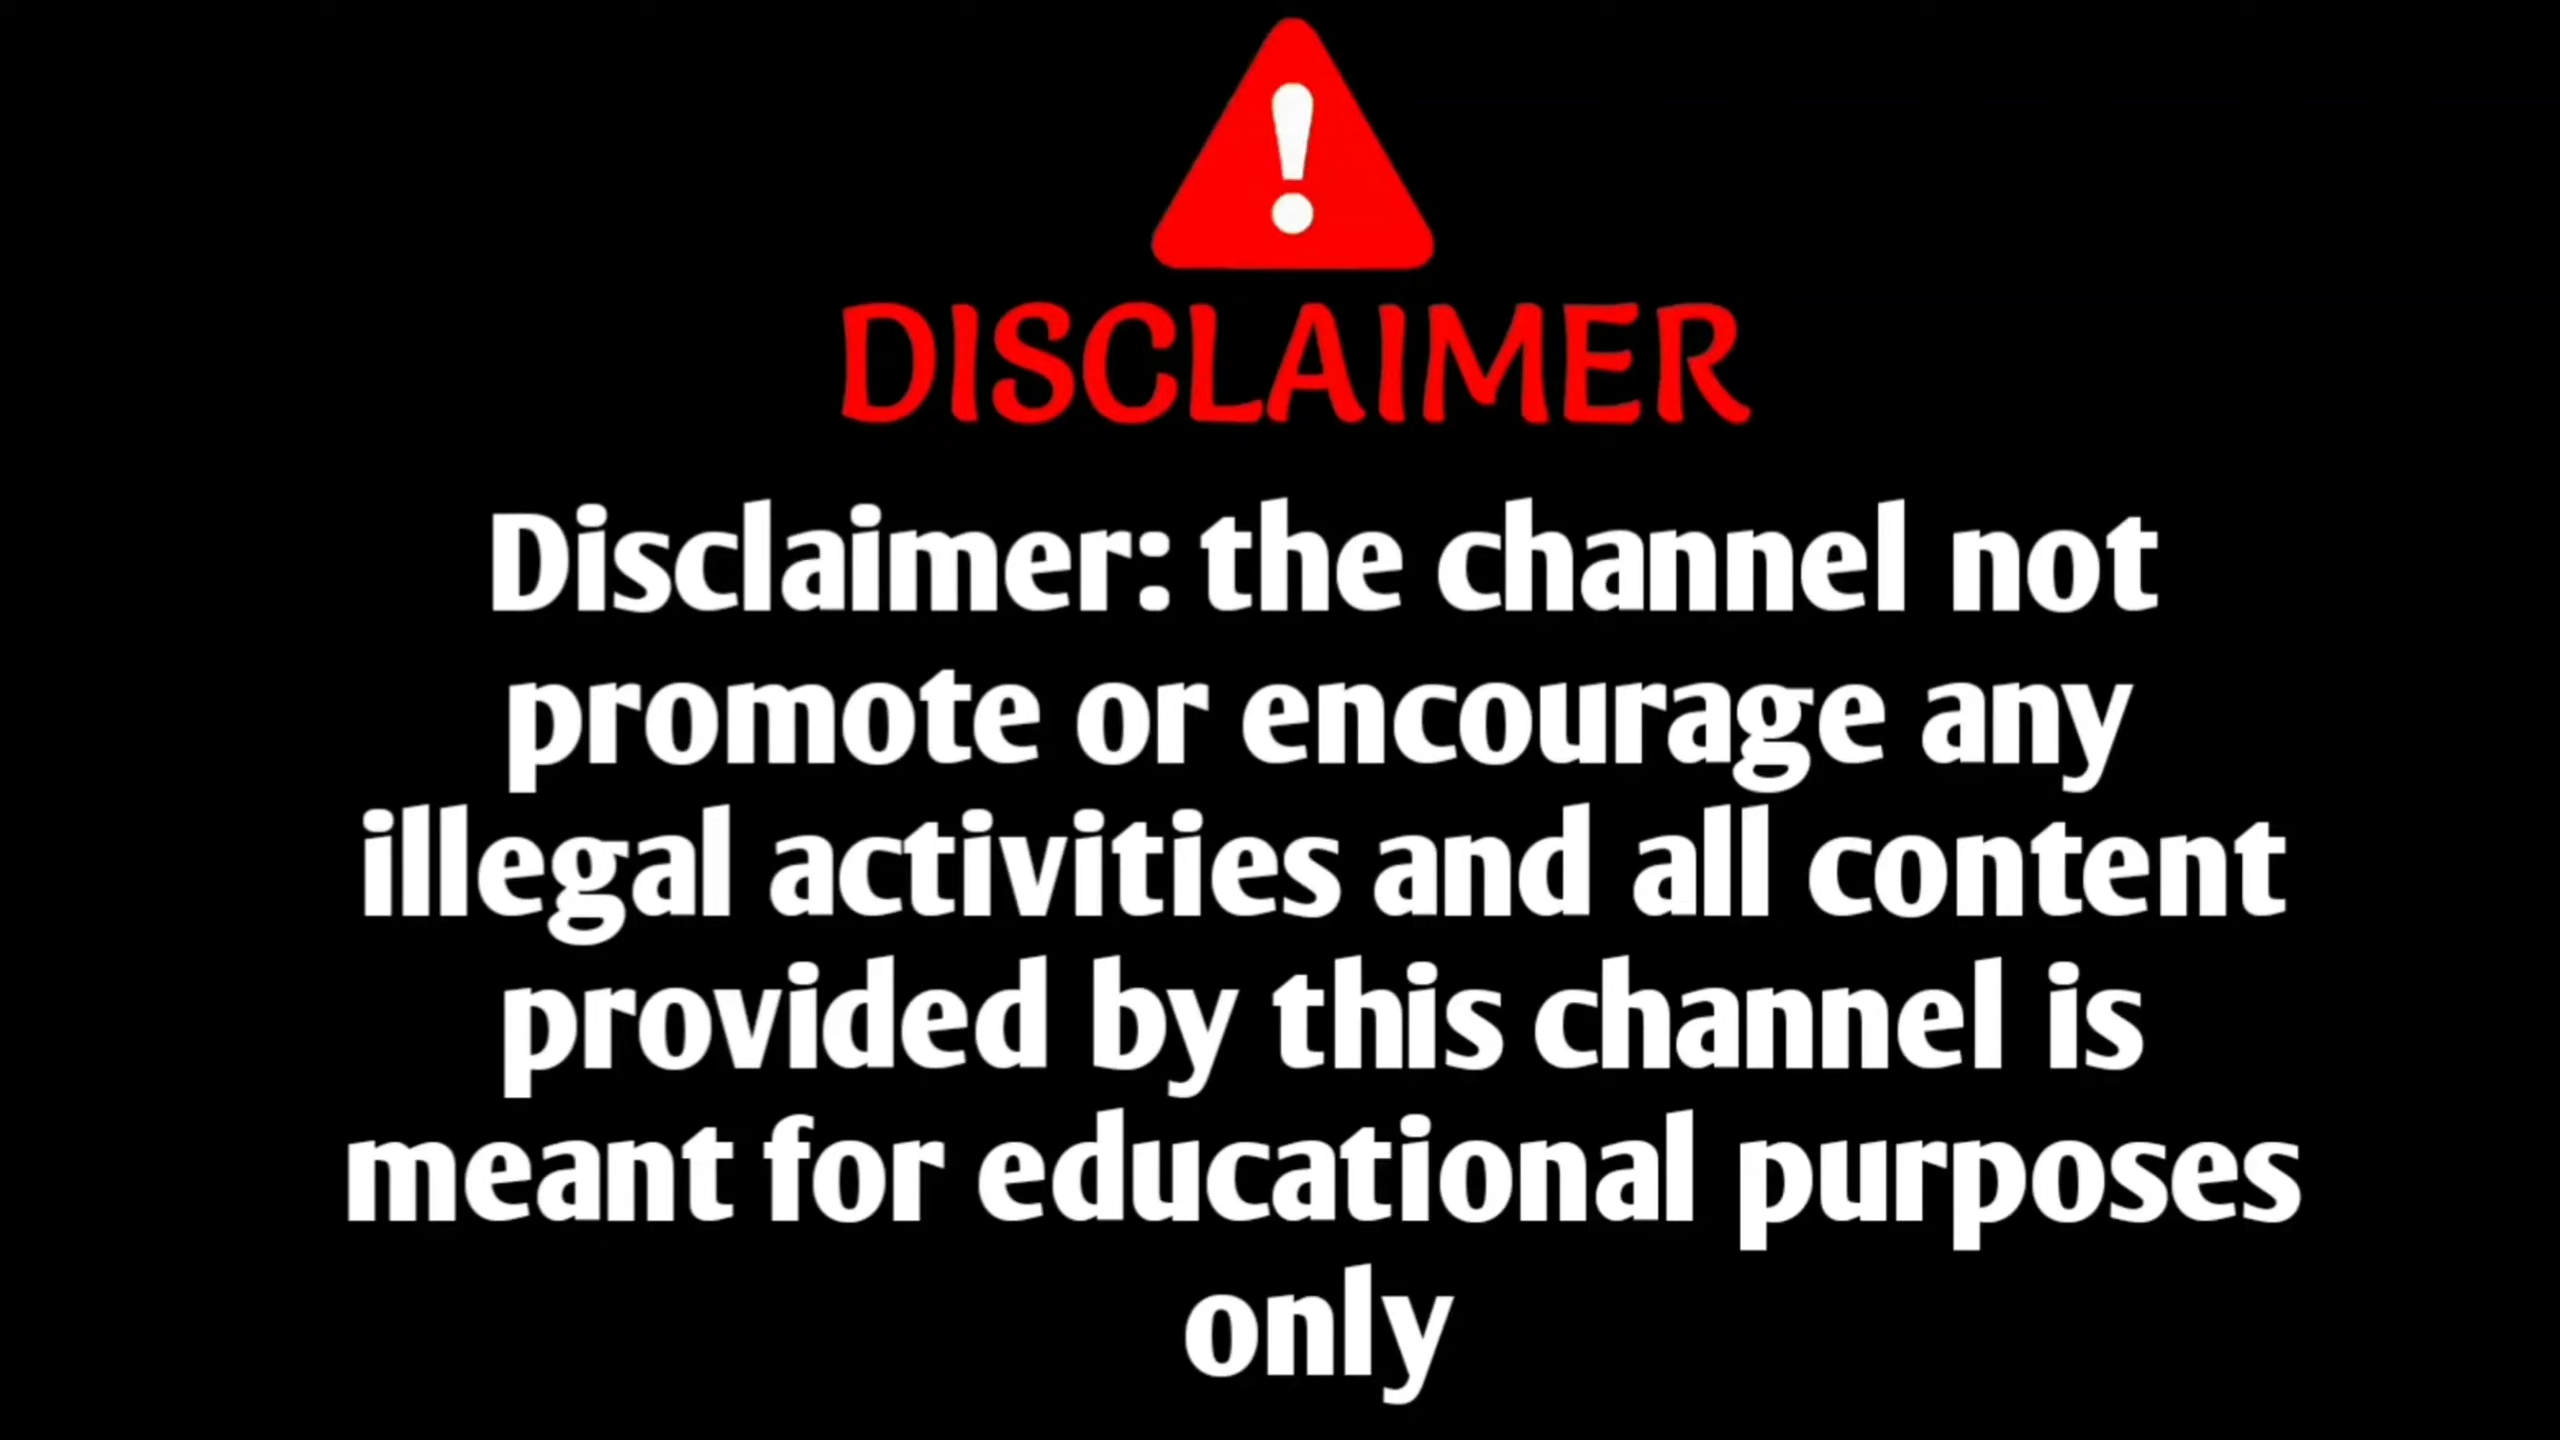 DISCLAIMER
Disclaimer: the channel not
promote or encourage any
illegal activities and all content
provided by this channel is
meant for educational purposes
only